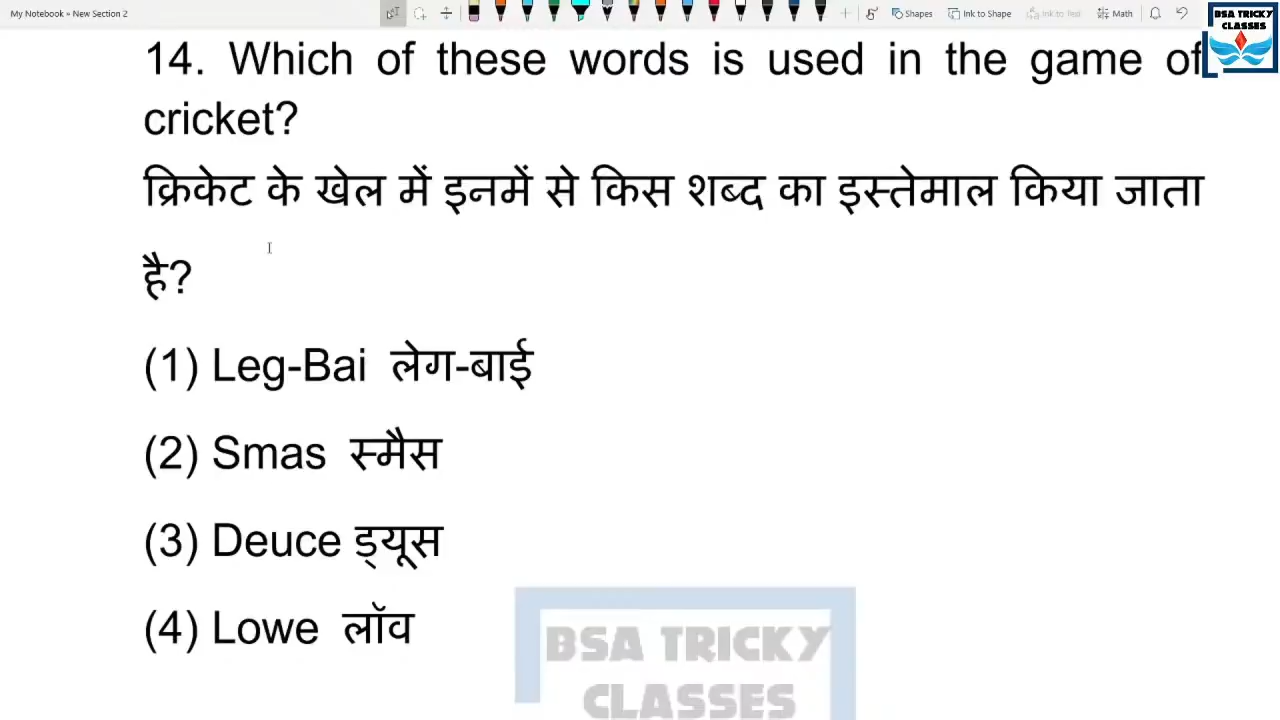 My Notebook » New Section 2
Shapes Ink to Shape Ink to Text Math
BSA TRICKY
CLASSES
14. Which of these words is used in the game of
cricket?
क्रिकेट के खेल में इनमें से किस शब्द का इस्तेमाल किया जाता
है?
(1) Leg-Bai लेग-बाई
(2) Smas स्मैस
(3) Deuce ड्यूस
(4) Lowe लॉव
BSA TRICKY
CLASSES